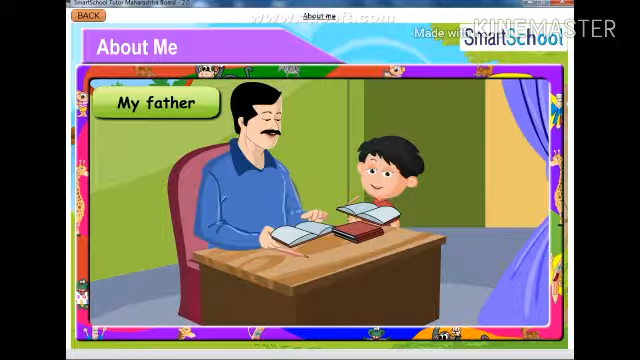 SmartSchool Tutor Maharashtra Board - 2.0
BACK
About me
Made with
KINEMASTER
SmartSchool
About Me
My father